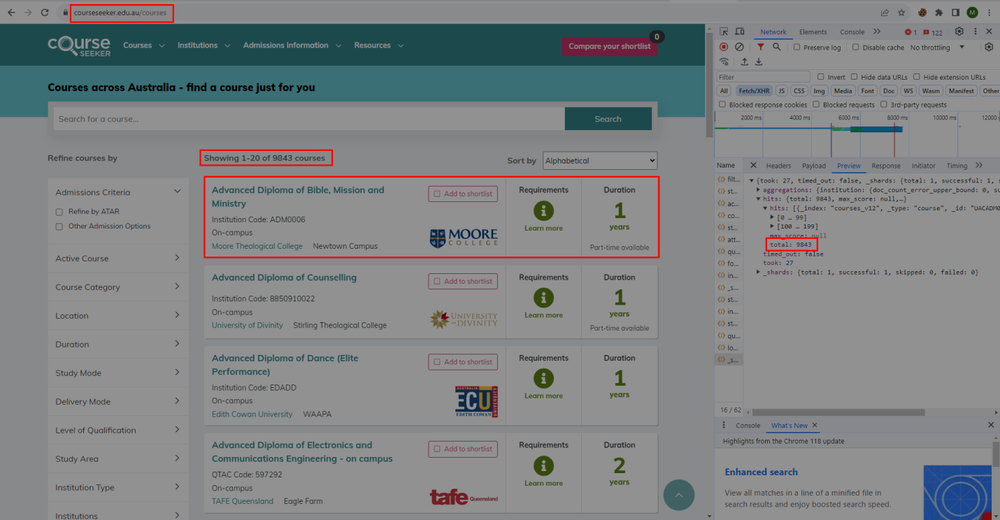 courseseeker.edu.au/courses
M
COURSE SEEKER
Courses
Institutions
Admissions Information
Resources
Compare your shortlist
0
Courses across Australia - find a course just for you
Search for a course...
Search
Refine courses by
Showing 1-20 of 9843 courses
Sort by
Alphabetical
Admissions Criteria
Refine by ATAR
Other Admission Options
Active Course
Course Category
Location
Duration
Study Mode
Delivery Mode
Level of Qualification
Study Area
Institution Type
Institutions
Advanced Diploma of Bible, Mission and
Ministry
Institution Code: ADM0006
On-campus
Moore Theological College Newtown Campus
Add to shortlist
MOORE
COLLEGE
Requirements
Learn more
Duration
1
years
Part-time available
Advanced Diploma of Counselling
Institution Code: 8850910022
On-campus
University of Divinity Stirling Theological College
Add to shortlist
UNIVERSITY
OF DIVINITY
Requirements
Learn more
Duration
1
years
Part-time available
Advanced Diploma of Dance (Elite
Performance)
Institution Code: EDADD
On-campus
Edith Cowan University WAAPA
Add to shortlist
AUSTRALIA
ECU
UNIVERSITY
EDITH COWAN
Requirements
Learn more
Duration
1
years
Advanced Diploma of Electronics and
Communications Engineering - on campus
QTAC Code: 597292
On-campus
TAFE Queensland Eagle Farm
Add to shortlist
tafe Queensland
Requirements
Learn more
Duration
2
years
Network Elements Console 1 122
Preserve log Disable cache No throttling
Filter Invert Hide data URLs Hide extension URLs
All Fetch/XHR JS CSS Img Media Font Doc WS Wasm Manifest Other
Blocked response cookies Blocked requests 3rd-party requests
2000 ms 4000 ms 6000 ms 8000 ms 10000 ms 12000
Name Headers Payload Preview Response Initiator Timing
filt...
st...
ac...
co...
st...
att...
qu...
fo...
in...
_s...
st...
in...
st...
qu...
lo...
_s...
{took: 27, timed_out: false, _shards: {total: 1, successful: 1, s
aggregations: {institution: {doc_count_error_upper_bound: 0, su
hits: {total: 9843, max_score: null,…}
hits: [{_index: "courses_v12", _type: "course", _id: "UACADM0
[0 … 99]
[100 … 199]
max_score: null
total: 9843
timed_out: false
took: 27
_shards: {total: 1, successful: 1, skipped: 0, failed: 0}
16 / 62
Console What's New
Highlights from the Chrome 118 update
Enhanced search
View all matches in a line of a minified file in
search results and enjoy boosted search speed.